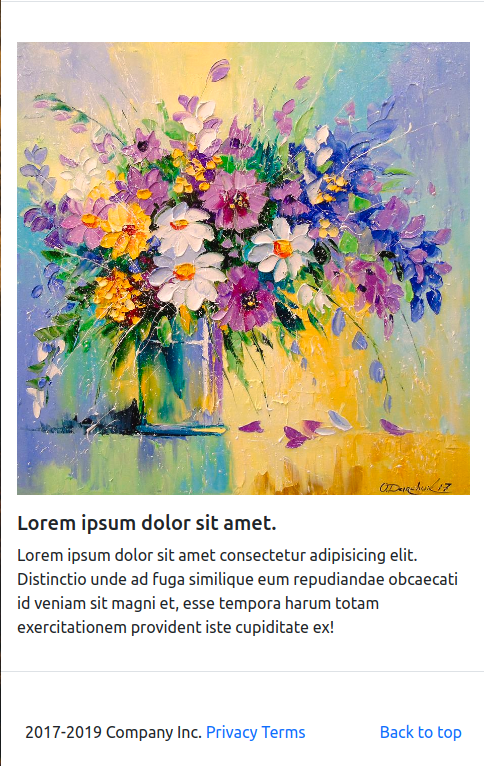 Lorem ipsum dolor sit amet.
Lorem ipsum dolor sit amet consectetur adipisicing elit.
Distinctio unde ad fuga similique eum repudiandae obcaecati
id veniam sit magni et, esse tempora harum totam
exercitationem provident iste cupiditate ex!
2017-2019 Company Inc. Privacy Terms Back to top